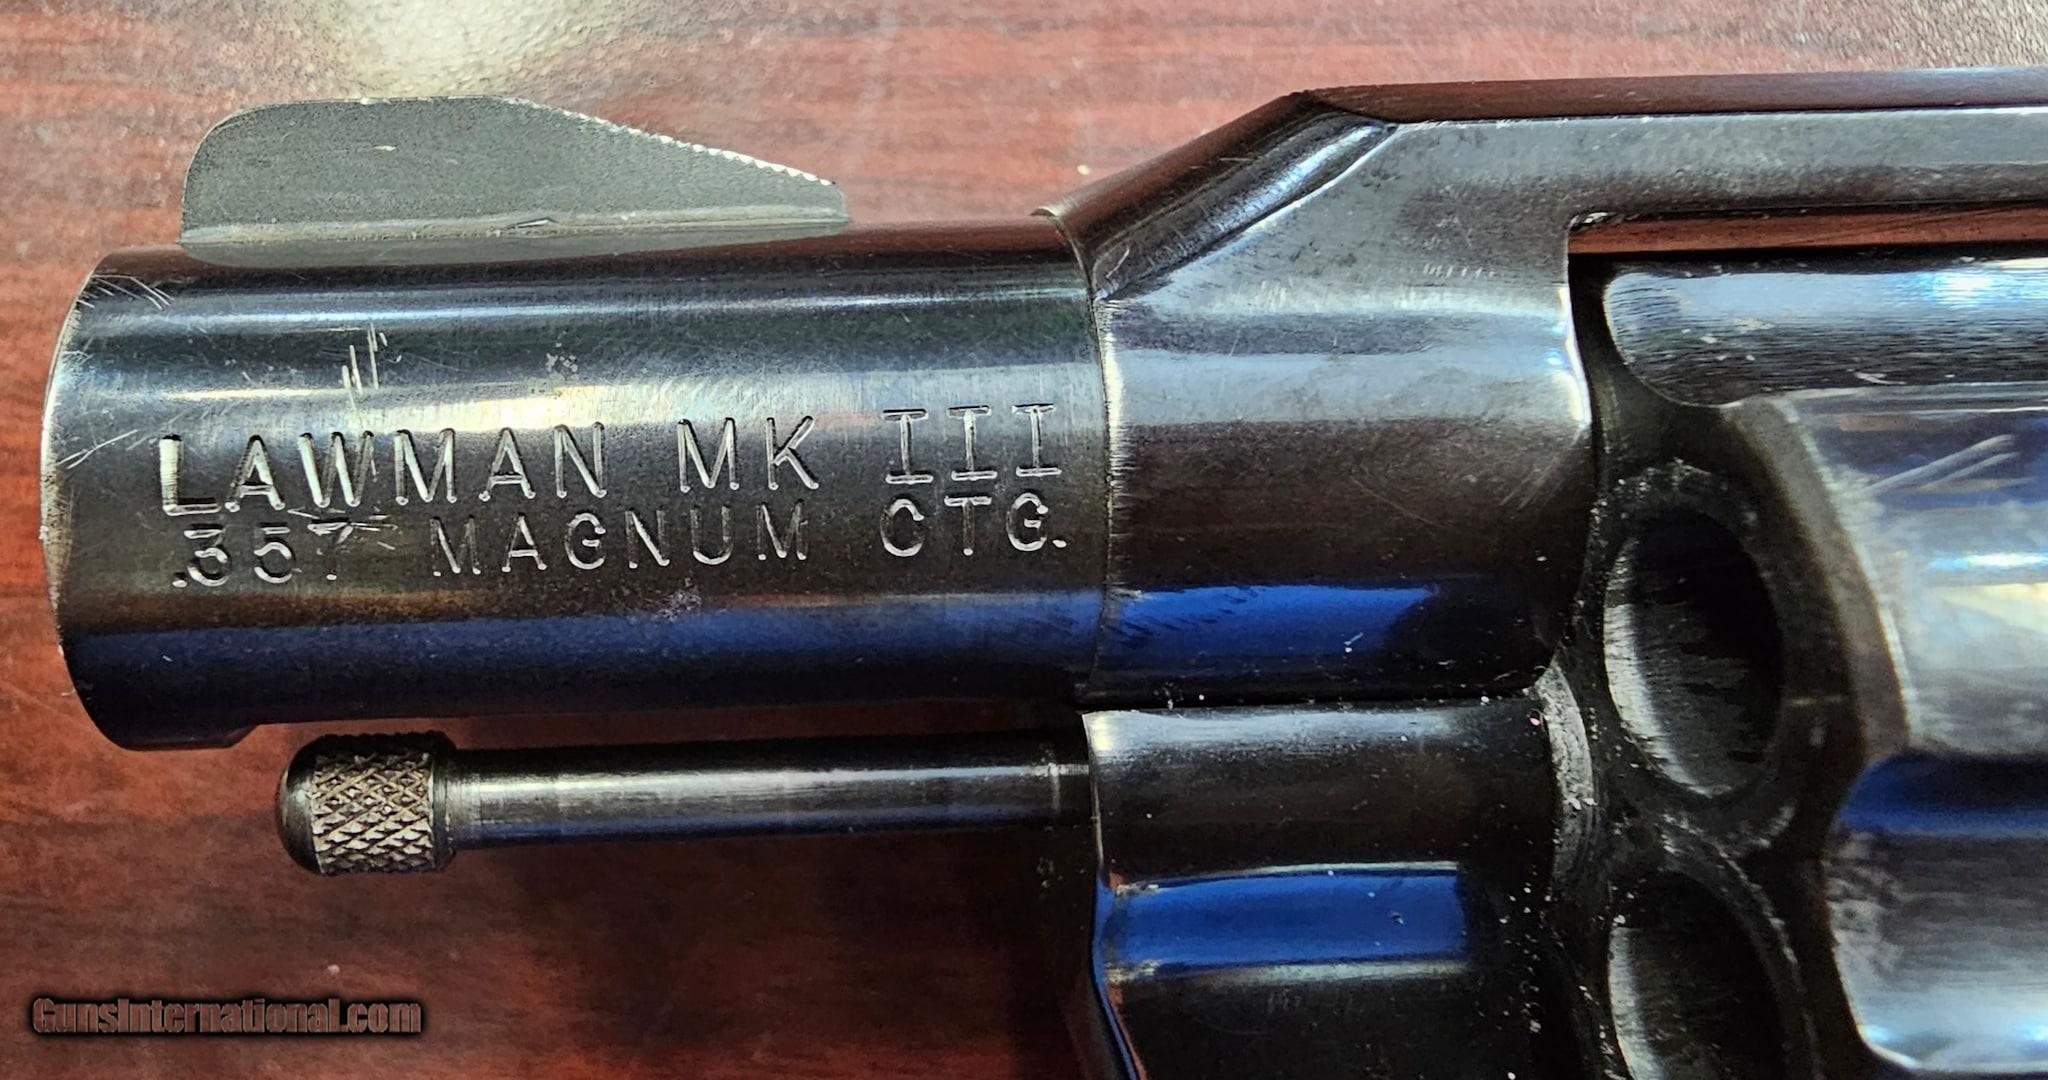 LAWMAN MK III
.357 MAGNUM CTG.
GunsInternational.com